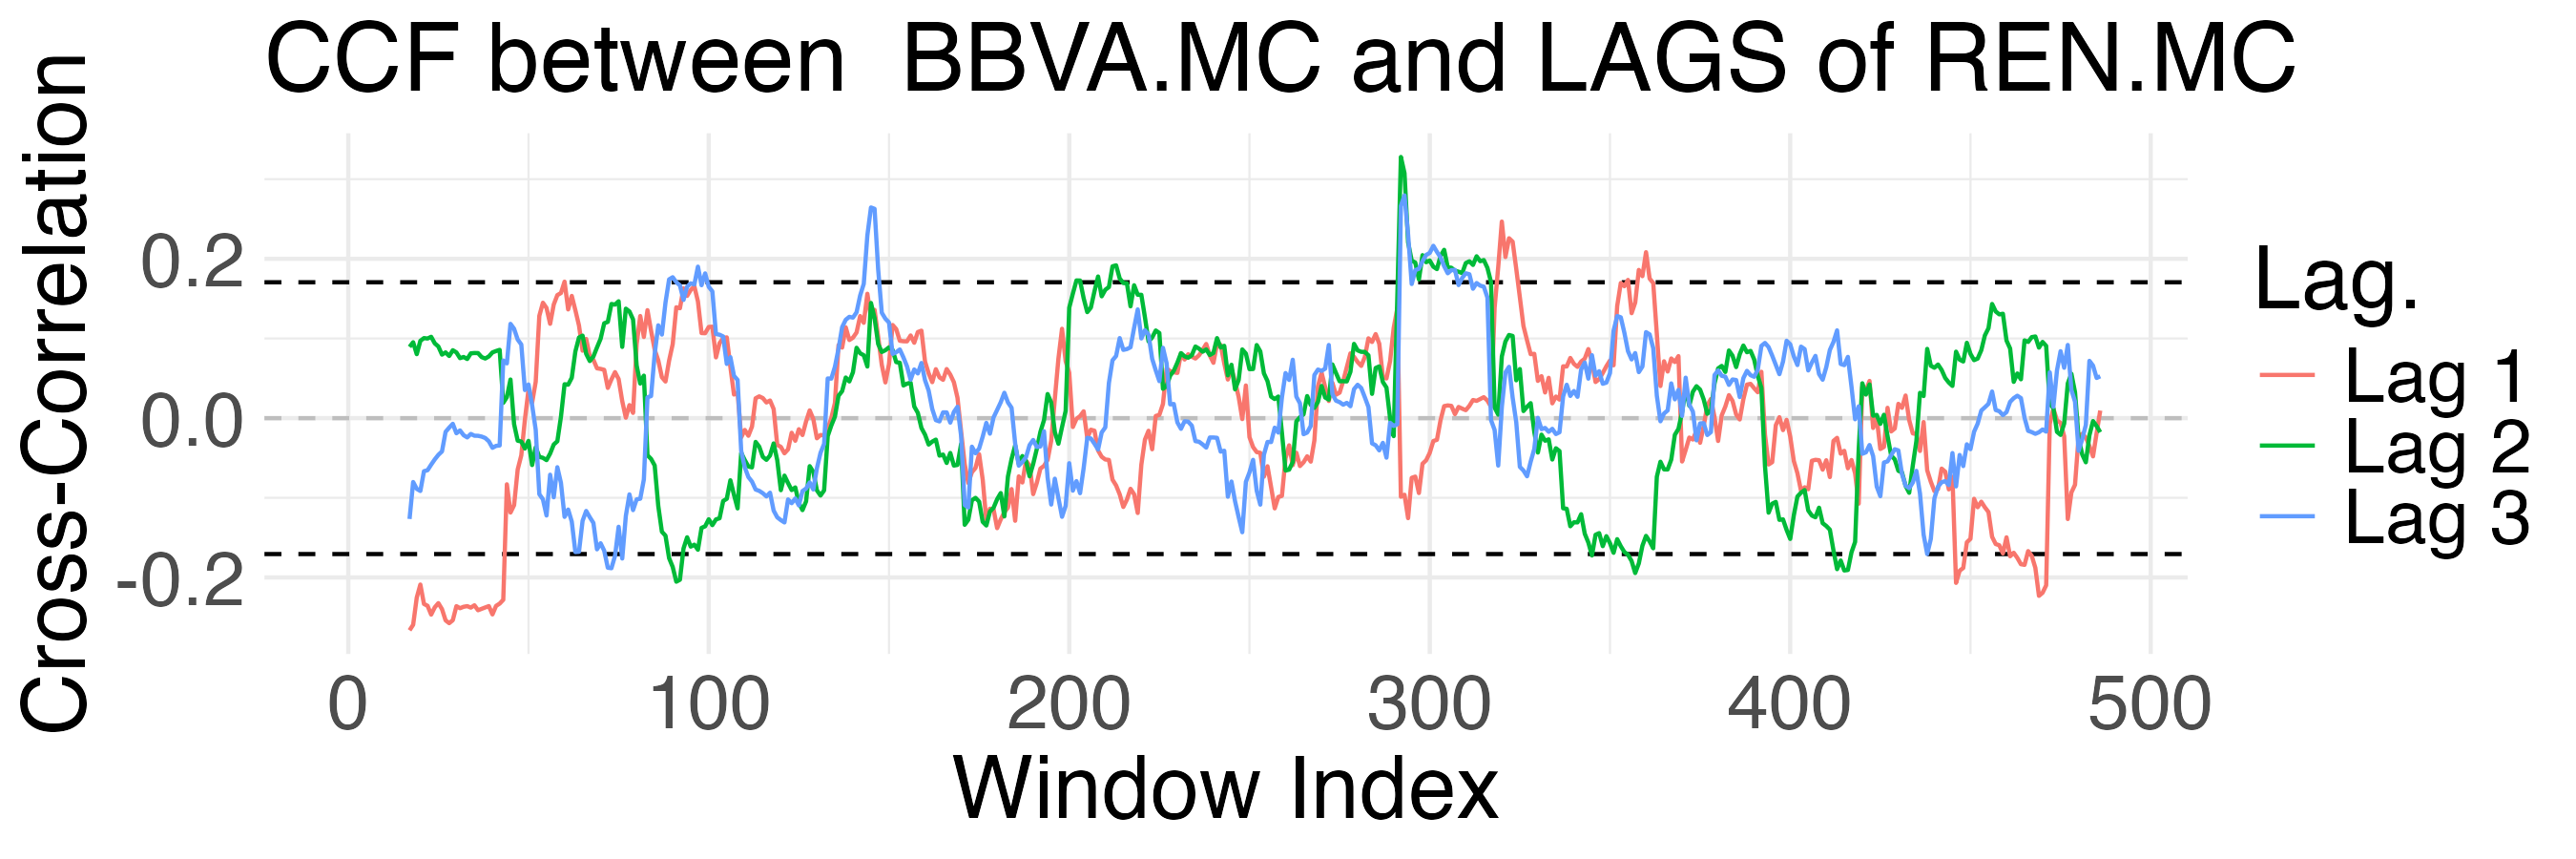 CCF between  BBVA.MC and LAGS of REN.MC
Cross-Correlation
0.2
0.0
-0.2
0
100
200
300
400
500
Window Index
Lag.
Lag 1
Lag 2
Lag 3